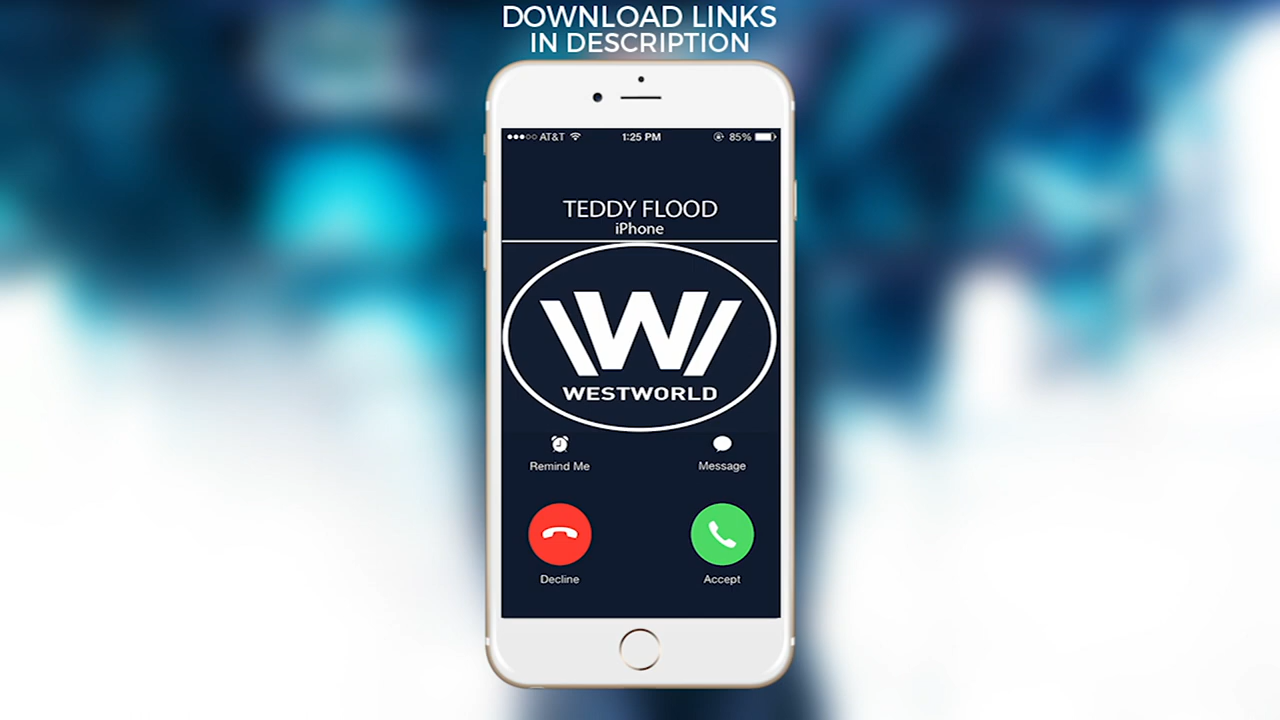 DOWNLOAD LINKS
IN DESCRIPTION
AT&T 1:25 PM 85%
TEDDY FLOOD
iPhone
W
WESTWORLD
Remind Me Message
Decline Accept